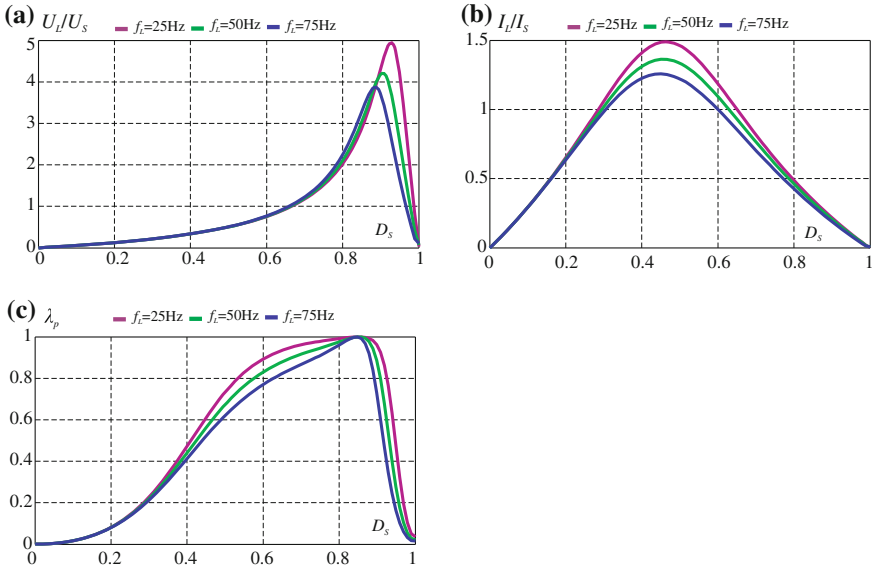 (a) U_L/U_S
f_L=25Hz f_L=50Hz f_L=75Hz
5
4
3
2
1
0
D_S
0 0.2 0.4 0.6 0.8 1
(b) I_L/I_S
f_L=25Hz f_L=50Hz f_L=75Hz
1.5
1
0.5
0
D_S
0 0.2 0.4 0.6 0.8 1
(c) λ_p
f_L=25Hz f_L=50Hz f_L=75Hz
1
0.8
0.6
0.4
0.2
0
D_S
0 0.2 0.4 0.6 0.8 1